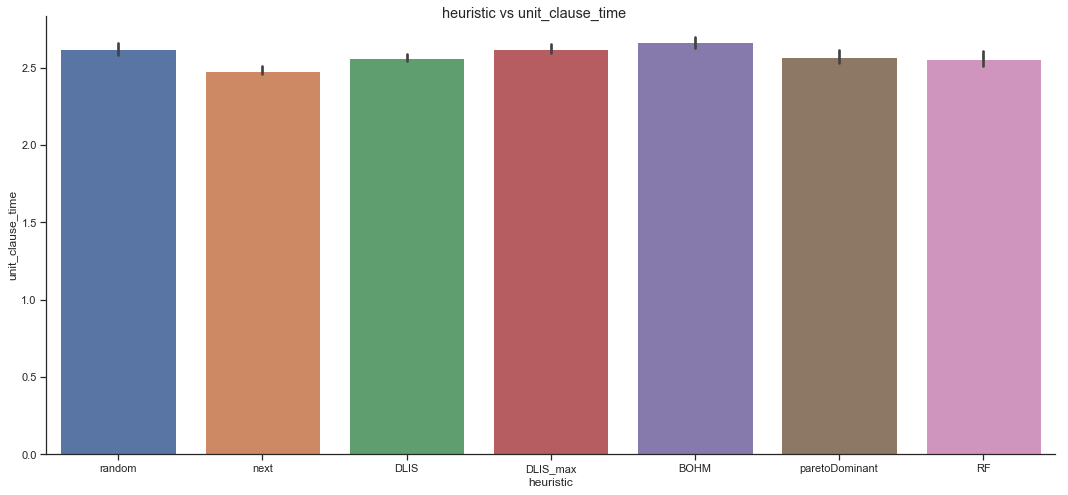 heuristic vs unit_clause_time
unit_clause_time
2.5
2.0
1.5
1.0
0.5
0.0
random next DLIS DLIS_max BOHM paretoDominant RF
heuristic